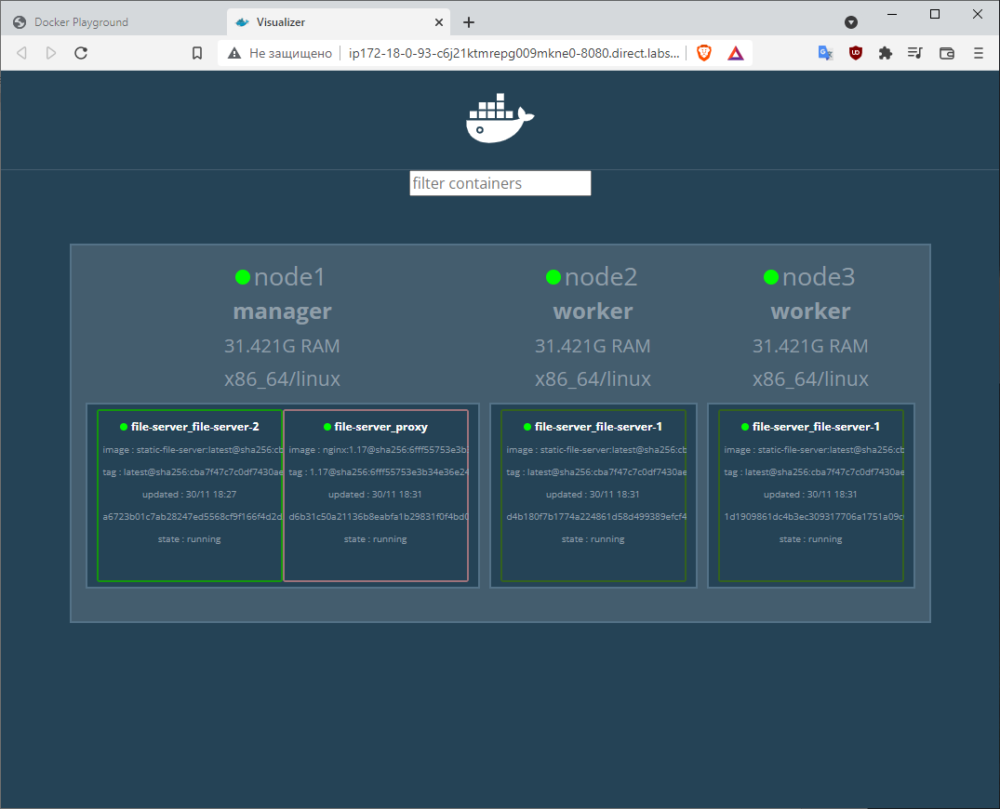 Docker Playground
Visualizer
Не защищено
ip172-18-0-93-c6j21ktmrepg009mkne0-8080.direct.labs...
filter containers
node1
manager
31.421G RAM
x86_64/linux
file-server_file-server-2
image : static-file-server:latest@sha256:cb
tag : latest@sha256:cba7f47c7c0df7430ae
updated : 30/11 18:27
a6723b01c7ab28247ed5568cf9f166f4d2d
state : running
file-server_proxy
image : nginx:1.17@sha256:6fff55753e3b
tag : 1.17@sha256:6fff55753e3b34e36e24
updated : 30/11 18:31
d6b31c50a21136b8eabfa1b29831f0f4bd0
state : running
node2
worker
31.421G RAM
x86_64/linux
file-server_file-server-1
image : static-file-server:latest@sha256:cb
tag : latest@sha256:cba7f47c7c0df7430ae
updated : 30/11 18:31
d4b180f7b1774a224861d58d499389efcf4
state : running
node3
worker
31.421G RAM
x86_64/linux
file-server_file-server-1
image : static-file-server:latest@sha256:cb
tag : latest@sha256:cba7f47c7c0df7430ae
updated : 30/11 18:31
1d1909861dc4b3ec309317706a1751a09c
state : running